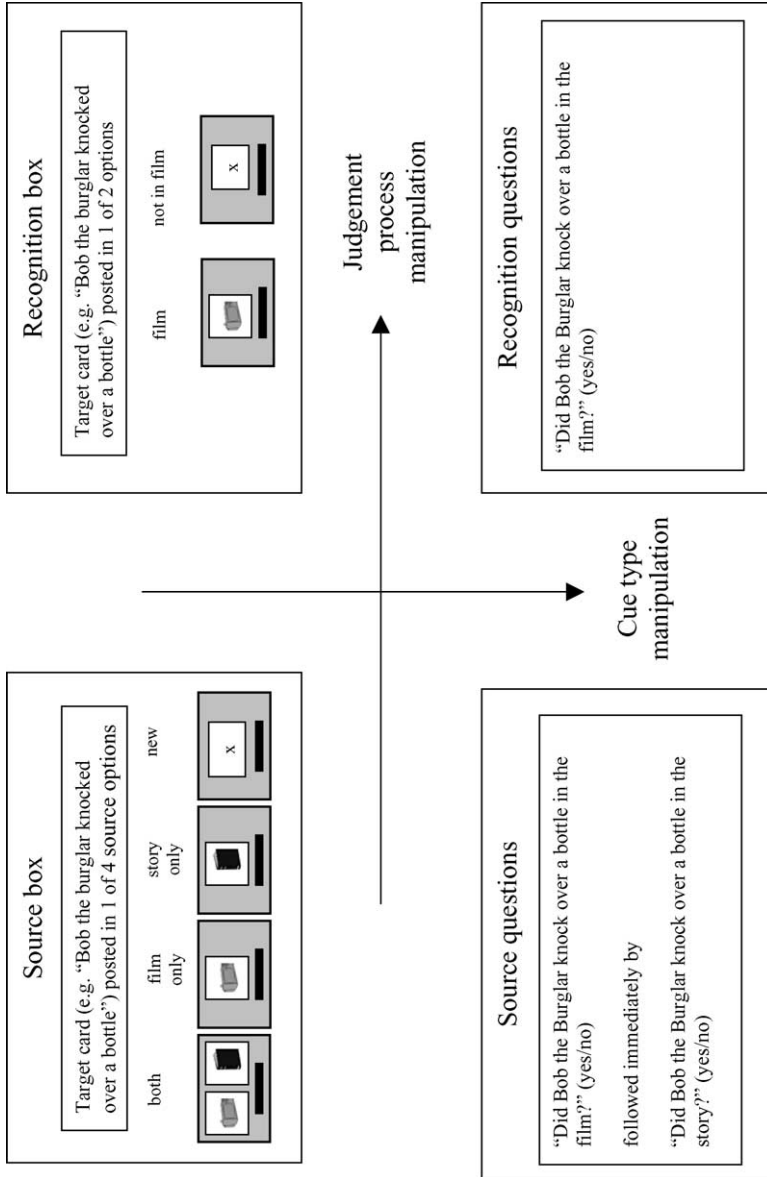 Source box
Target card (e.g. “Bob the burglar knocked
over a bottle”) posted in 1 of 4 source options
both
film
only
story
only
new
x
Recognition box
Target card (e.g. “Bob the burglar knocked
over a bottle”) posted in 1 of 2 options
film
not in film
x
Judgement
process
manipulation
Cue type
manipulation
Source questions
“Did Bob the Burglar knock over a bottle in the
film?” (yes/no)
followed immediately by
“Did Bob the Burglar knock over a bottle in the
story?” (yes/no)
Recognition questions
“Did Bob the Burglar knock over a bottle in the
film?” (yes/no)